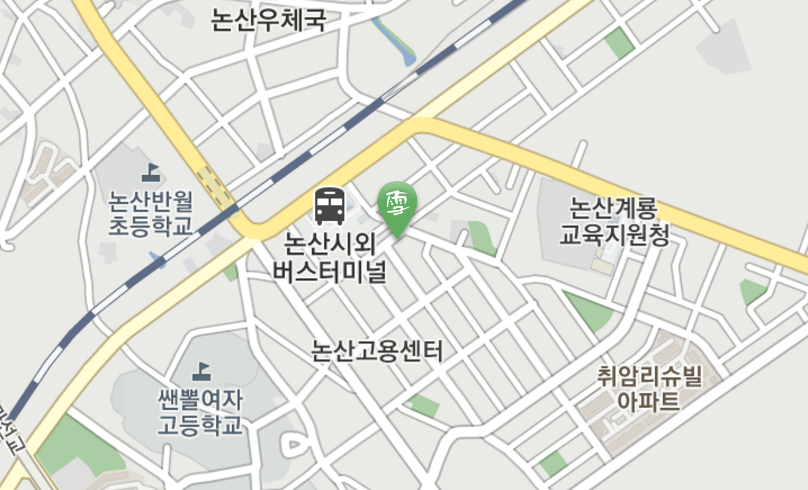 논산우체국
논산반월
초등학교
雪
논산계룡
교육지원청
논산시외
버스터미널
논산고용센터
취암리슈빌
아파트
쌘뽈여자
고등학교